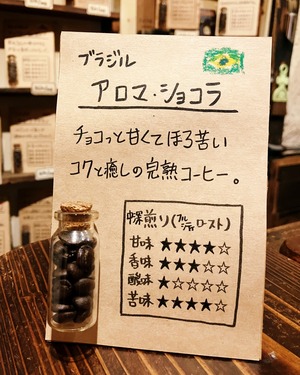 ブラジル
アロマ・ショコラ
チョコっと甘くてほろ苦い
コクと癒しの完熟コーヒー。
中深煎り(フルシティロースト)
甘味 ★★★★☆
香味 ★★★☆☆
酸味 ★☆☆☆☆
苦味 ★★★★☆